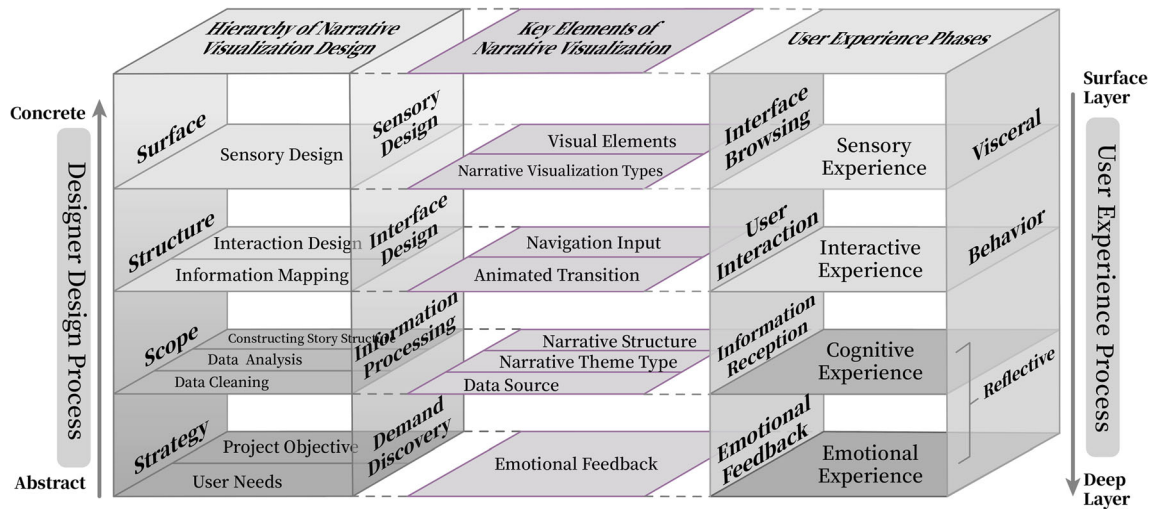 Hierarchy of Narrative
Visualization Design
Key Elements of
Narrative Visualization
User Experience Phases
Concrete
Designer Design Process
Abstract
Surface
Sensory Design
Sensory
Design
Visual Elements
Narrative Visualization Types
Interface
Browsing
Sensory
Experience
Visceral
Structure
Interaction Design
Information Mapping
Interface
Design
Navigation Input
Animated Transition
User
Interaction
Interactive
Experience
Behavior
Scope
Constructing Story Structure
Data Analysis
Data Cleaning
Information
Processing
Narrative Structure
Narrative Theme Type
Data Source
Information
Reception
Cognitive
Experience
Reflective
Strategy
Project Objective
User Needs
Demand
Discovery
Emotional Feedback
Emotional
Feedback
Emotional
Experience
Surface
Layer
User Experience Process
Deep
Layer